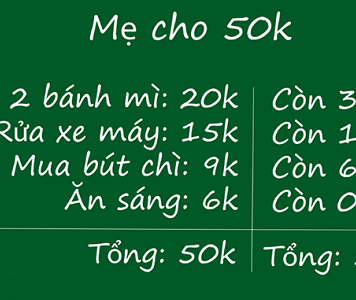 Mẹ cho 50k
2 bánh mì: 20k Còn 3
Rửa xe máy: 15k Còn 1
Mua bút chì: 9k Còn 6
Ăn sáng: 6k Còn 0
Tổng: 50k Tổng: